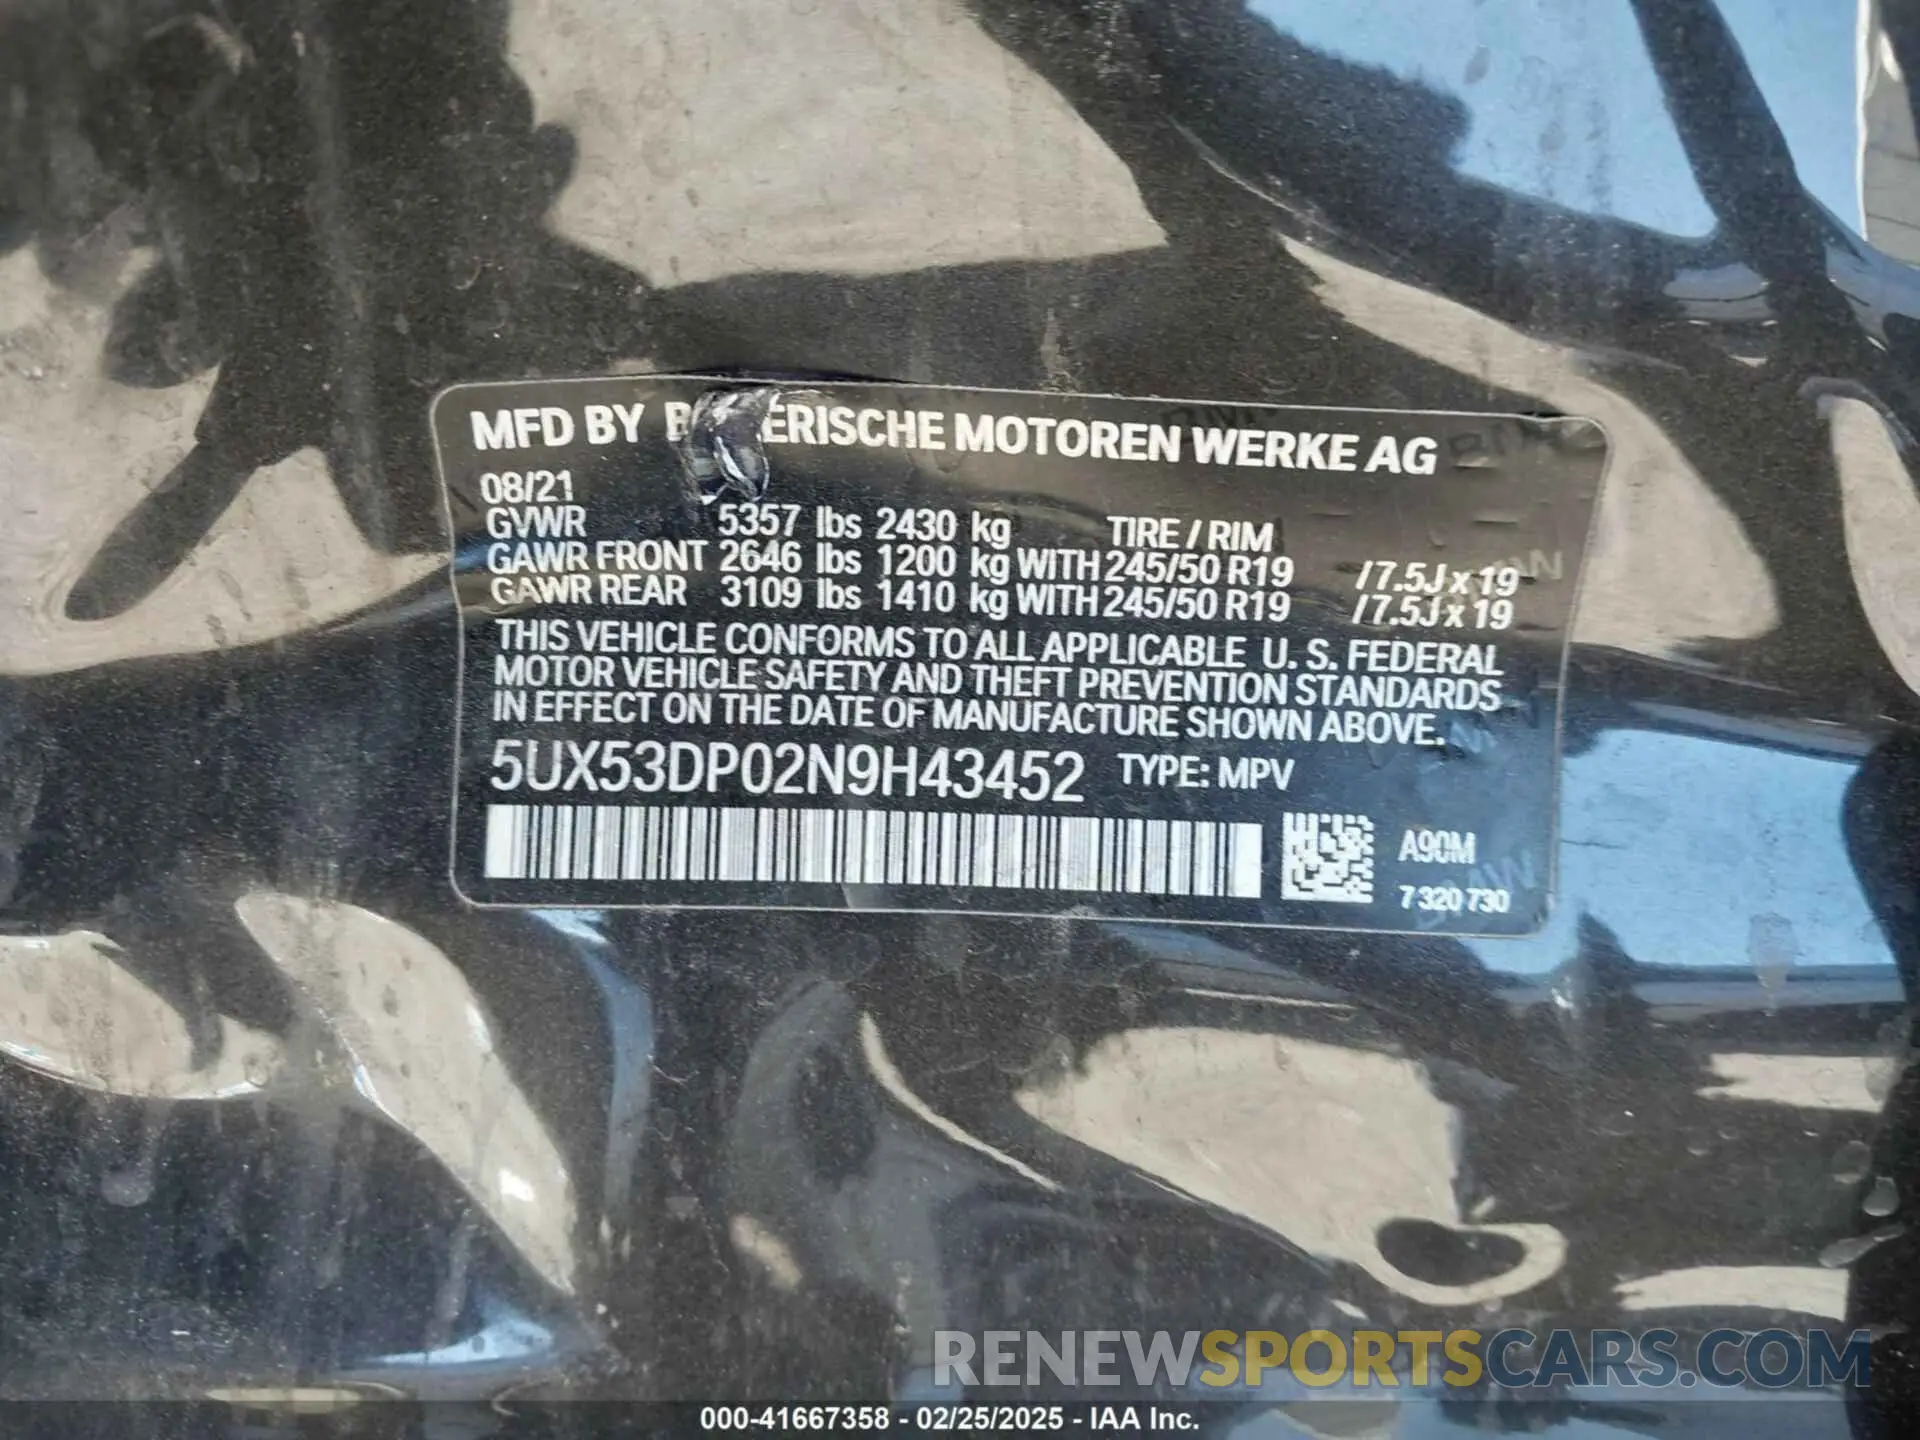 MFD BY B ERISCHE MOTOREN WERKE AG
08/21
GVWR 5357 lbs 2430 kg TIRE / RIM
GAWR FRONT 2646 lbs 1200 kg WITH 245/50 R19 / 7.5J x 19
GAWR REAR 3109 lbs 1410 kg WITH 245/50 R19 / 7.5J x 19
THIS VEHICLE CONFORMS TO ALL APPLICABLE U. S. FEDERAL
MOTOR VEHICLE SAFETY AND THEFT PREVENTION STANDARDS
IN EFFECT ON THE DATE OF MANUFACTURE SHOWN ABOVE.
5UX53DP02N9H43452 TYPE: MPV
A90M
7 320 730
RENEWSPORTSCARS.COM
000-41667358 - 02/25/2025 - IAA Inc.